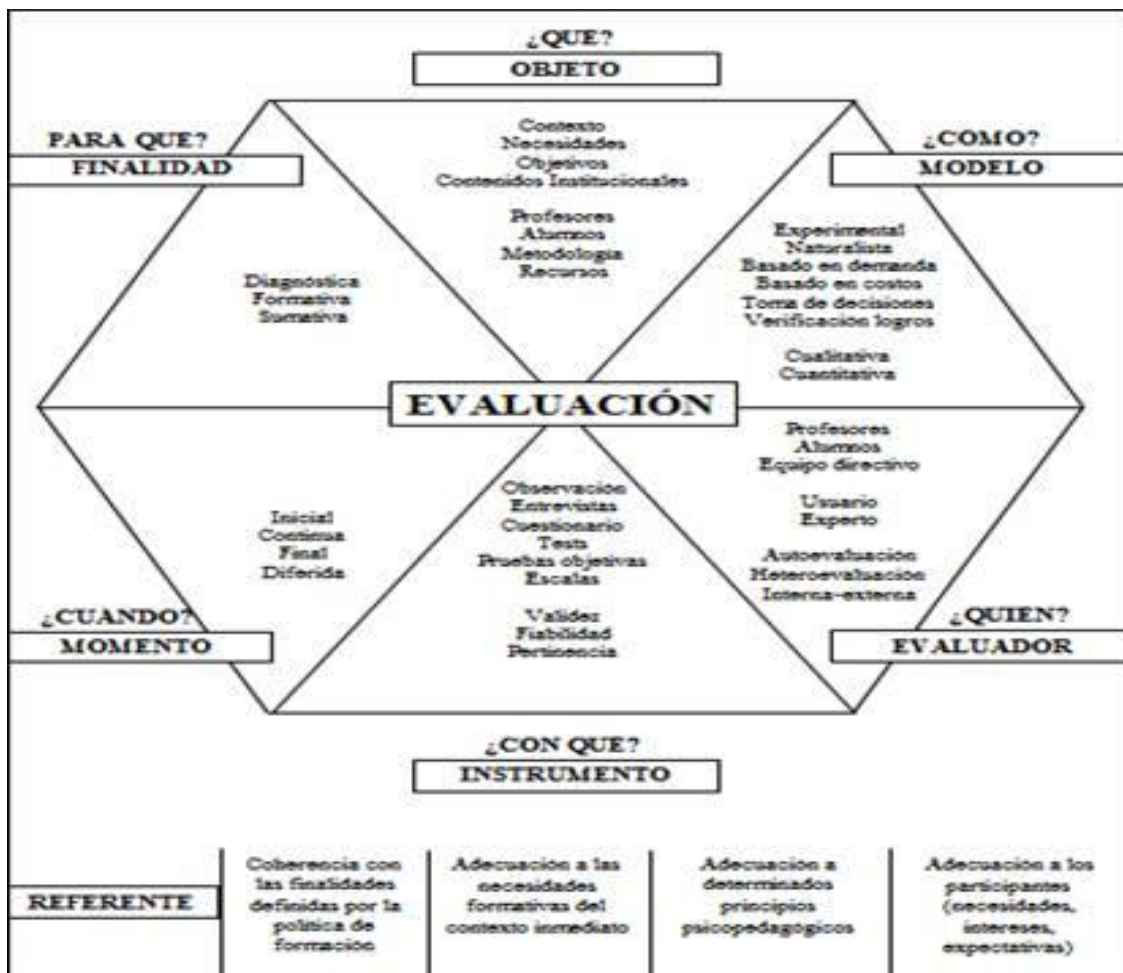 ¿QUE?
OBJETO
PARA QUE?
FINALIDAD
¿COMO?
MODELO
Contexto
Necesidades
Objetivos
Contenidos Institucionales
Profesores
Alumnos
Metodología
Recursos
Experimental
Naturalista
Basado en demanda
Basado en costos
Toma de decisiones
Verificación logros
Cualitativa
Cuantitativa
Diagnóstica
Formativa
Sumativa
EVALUACIÓN
Profesores
Alumnos
Equipo directivo
Usuario
Experto
Autoevaluación
Heteroevaluación
Interna-externa
Observación
Entrevistas
Cuestionario
Tests
Pruebas objetivas
Escalas
Validez
Fiabilidad
Pertinencia
Inicial
Continua
Final
Diferida
¿CUANDO?
MOMENTO
¿QUIEN?
EVALUADOR
¿CON QUE?
INSTRUMENTO
REFERENTE
Coherencia con
las finalidades
definidas por la
política de
formación
Adecuación a las
necesidades
formativas del
contexto inmediato
Adecuación a
determinados
principios
psicopedagógicos
Adecuación a los
participantes
(necesidades,
intereses,
expectativas)